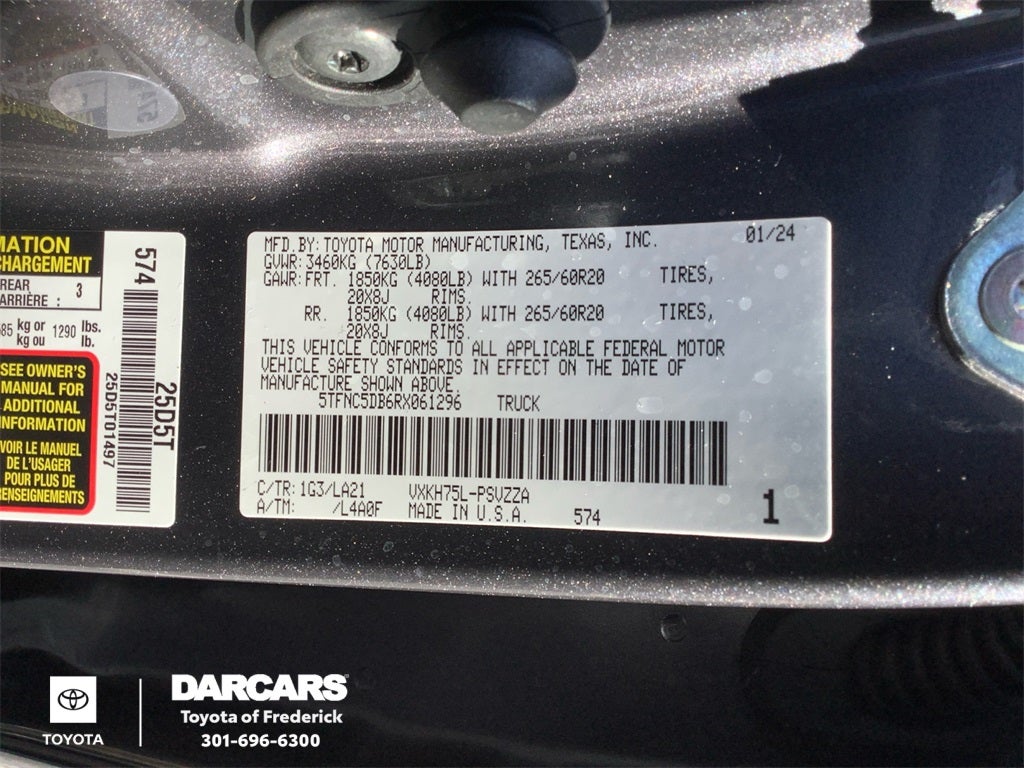 MATION
CHARGEMENT
REAR
ARRIÈRE : 3
585 kg or 1290 lbs.
kg ou lb.
SEE OWNER'S
MANUAL FOR
ADDITIONAL
INFORMATION
VOIR LE MANUEL
DE L'USAGER
POUR PLUS DE
RENSEIGNEMENTS
574
25D5T
25D5T01497
MFD.BY:TOYOTA MOTOR MANUFACTURING, TEXAS, INC. 01/24
GVWR:3460KG (7630LB)
GAWR:FRT. 1850KG (4080LB) WITH 265/60R20 TIRES,
20X8J RIMS.
RR. 1850KG (4080LB) WITH 265/60R20 TIRES,
20X8J RIMS.
THIS VEHICLE CONFORMS TO ALL APPLICABLE FEDERAL MOTOR
VEHICLE SAFETY STANDARDS IN EFFECT ON THE DATE OF
MANUFACTURE SHOWN ABOVE.
5TFNC5DB6RX061296 TRUCK
C/TR:1G3/LA21 VXKH75L-PSVZZA
A/TM: /L4A0F MADE IN U.S.A. 574 1
TOYOTA
DARCARS
Toyota of Frederick
301-696-6300